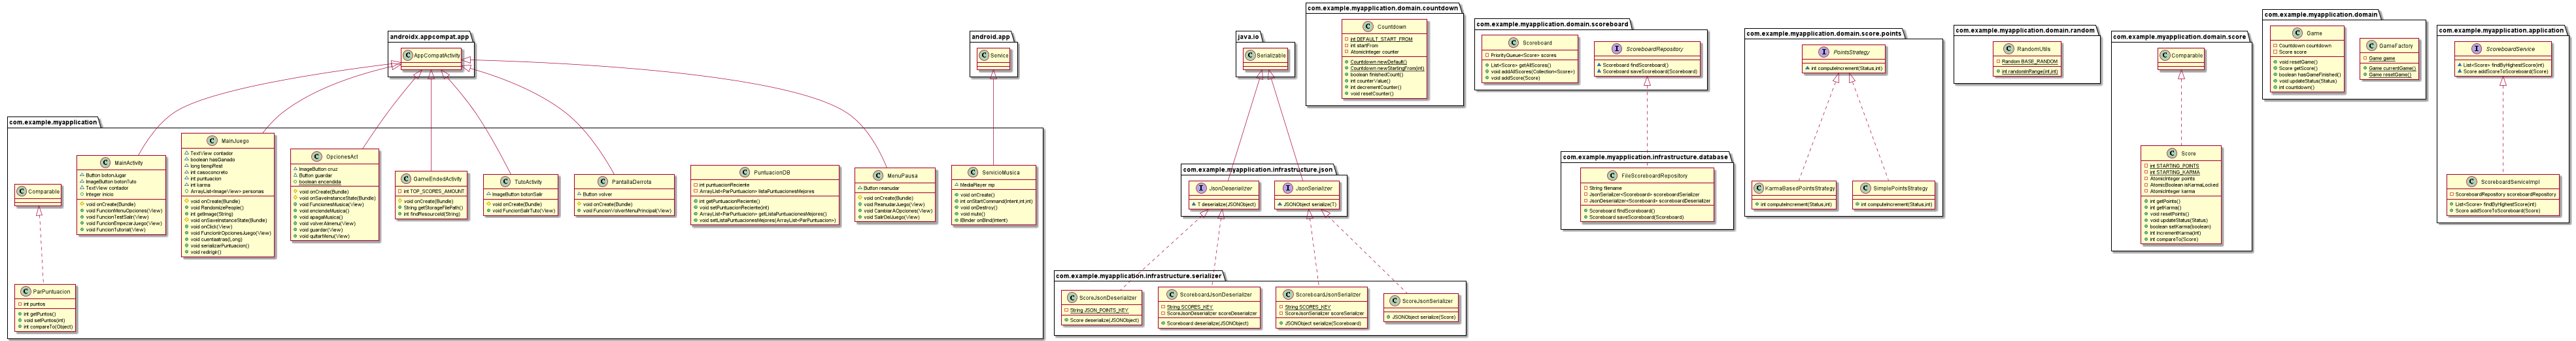 androidx.appcompat.app
C AppCompatActivity
android.app
C Service
com.example.myapplication
C Comparable
C ParPuntuacion
int puntos
int getPuntos()
void setPuntos(int)
int compareTo(Object)
C MainActivity
Button botonJugar
ImageButton botonTuto
TextView contador
Integer inicio
void onCreate(Bundle)
void FuncionMenuOpciones(View)
void FuncionTestSalir(View)
void FuncionEmpezarJuego(View)
void FuncionTutorial(View)
C MainJuego
TextView contador
boolean hasGanado
long tiempRest
int casoconcreto
int puntuacion
int karma
ArrayList<ImageView> personas
void onCreate(Bundle)
void RandomizePeople()
int getImage(String)
void onSaveInstanceState(Bundle)
void onClick(View)
void FuncionIrOpcionesJuego(View)
void cuentaatras(Long)
void serializarPuntuacion()
void redirigir()
C OpcionesAct
ImageButton cruz
Button guardar
boolean encendida
void onCreate(Bundle)
void onSaveInstanceState(Bundle)
void FuncionesMusica(View)
void enciendeMusica()
void apagaMusica()
void volverAlmenu()
void guardar(View)
void quitarMenu(View)
C GameEndedActivity
int TOP_SCORES_AMOUNT
void onCreate(Bundle)
String getStorageFilePath()
int findResourceId(String)
C TutoActivity
ImageButton botonSalir
void onCreate(Bundle)
void FuncionSalirTuto(View)
C PantallaDerrota
Button volver
void onCreate(Bundle)
void FuncionVolverMenuPrincipal(View)
C PuntuacionDB
int puntuacionReciente
ArrayList<ParPuntuacion> listaPuntuacionesMejores
int getPuntuacion()
void setPuntuacionReciente(int)
ArrayList<ParPuntuacion> getListaPuntuacionesMejores()
void setListaPuntuacionesMejores(ArrayList<ParPuntuacion>)
C MenuPausa
Button reanudar
void onCreate(Bundle)
void ReanudarJuego(View)
void CambiarAOpciones(View)
void SalirDelJuego(View)
C ServicioMusica
MediaPlayer rep
void onCreate()
int onStartCommand(Intent,int,int)
void onDestroy()
void mute()
IBinder onBind(Intent)
java.io
C Serializable
com.example.myapplication.infrastructure.json
I JsonDeserializer
T deserialize(JSONObject)
I JsonSerializer
JSONObject serialize(T)
com.example.myapplication.infrastructure.serializer
C ScoreJsonDeserializer
String JSON_POINTS_KEY
Score deserialize(JSONObject)
C ScoreboardJsonDeserializer
String SCORES_KEY
ScoreJsonDeserializer scoreDeserializer
Scoreboard deserialize(JSONObject)
C ScoreboardJsonSerializer
String SCORES_KEY
ScoreJsonSerializer scoreSerializer
JSONObject serialize(Scoreboard)
C ScoreJsonSerializer
JSONObject serialize(Score)
com.example.myapplication.domain.countdown
C Countdown
int DEFAULT_START_FROM
int startFrom
AtomicInteger counter
Countdown newDefault()
Countdown newStartingFrom(int)
boolean finishedCount()
int counterValue()
int decrementCounter()
void resetCounter()
com.example.myapplication.domain.scoreboard
C Scoreboard
PriorityQueue<Score> scores
List<Score> getAllScores()
void addAllScores(Collection<Score>)
void addScore(Score)
I ScoreboardRepository
Scoreboard findScoreboard()
Scoreboard saveScoreboard(Scoreboard)
com.example.myapplication.infrastructure.database
C FileScoreboardRepository
String filename
JsonSerializer<Scoreboard> scoreboardSerializer
JsonDeserializer<Scoreboard> scoreboardDeserializer
Scoreboard findScoreboard()
Scoreboard saveScoreboard(Scoreboard)
com.example.myapplication.domain.score.points
I PointsStrategy
int computeIncrement(Status,int)
C KarmaBasedPointsStrategy
int computeIncrement(Status,int)
C SimplePointsStrategy
int computeIncrement(Status,int)
com.example.myapplication.domain.random
C RandomUtils
Random BASE_RANDOM
int randomInRange(int,int)
com.example.myapplication.domain.score
C Comparable
C Score
int STARTING_POINTS
int STARTING_KARMA
AtomicInteger points
AtomicBoolean isKarmaLocked
AtomicInteger karma
int getPoints()
int getKarma()
void resetPoints()
void updateStatus(Status)
boolean setKarma(boolean)
int incrementKarma(int)
int compareTo(Score)
com.example.myapplication.domain
C Game
Countdown countdown
Score score
void resetGame()
Score getScore()
boolean hasGameFinished()
void updateStatus(Status)
int countdown()
C GameFactory
Game game
Game currentGame()
Game resetGame()
com.example.myapplication.application
I ScoreboardService
List<Score> findByHighestScore(int)
Score addScoreToScoreboard(Score)
C ScoreboardServiceImpl
ScoreboardRepository scoreboardRepository
List<Score> findByHighestScore(int)
Score addScoreToScoreboard(Score)